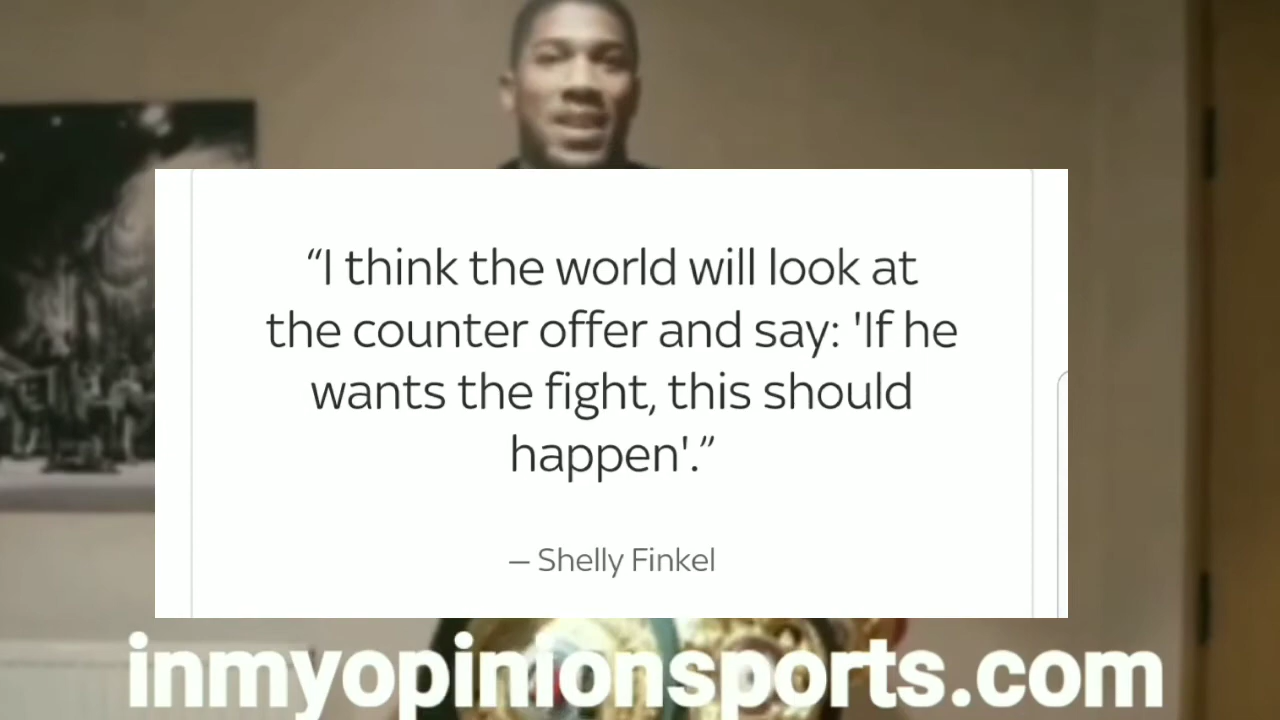 “I think the world will look at
the counter offer and say: 'If he
wants the fight, this should
happen'.”
– Shelly Finkel
inmyopinionsports.com